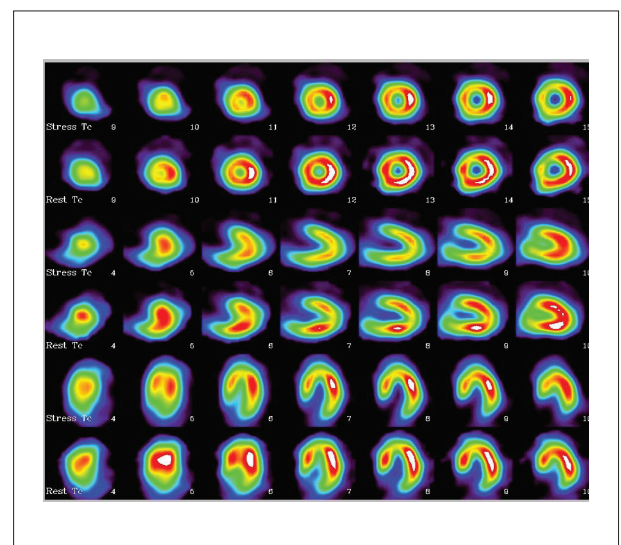 Stress Tc 9 10 11 12 13 14 15
Rest Tc 9 10 11 12 13 14 15
Stress Tc 4 5 6 7 8 9 10
Rest Tc 4 5 6 7 8 9 10
Stress Tc 4 5 6 7 8 9 10
Rest Tc 4 5 6 7 8 9 10